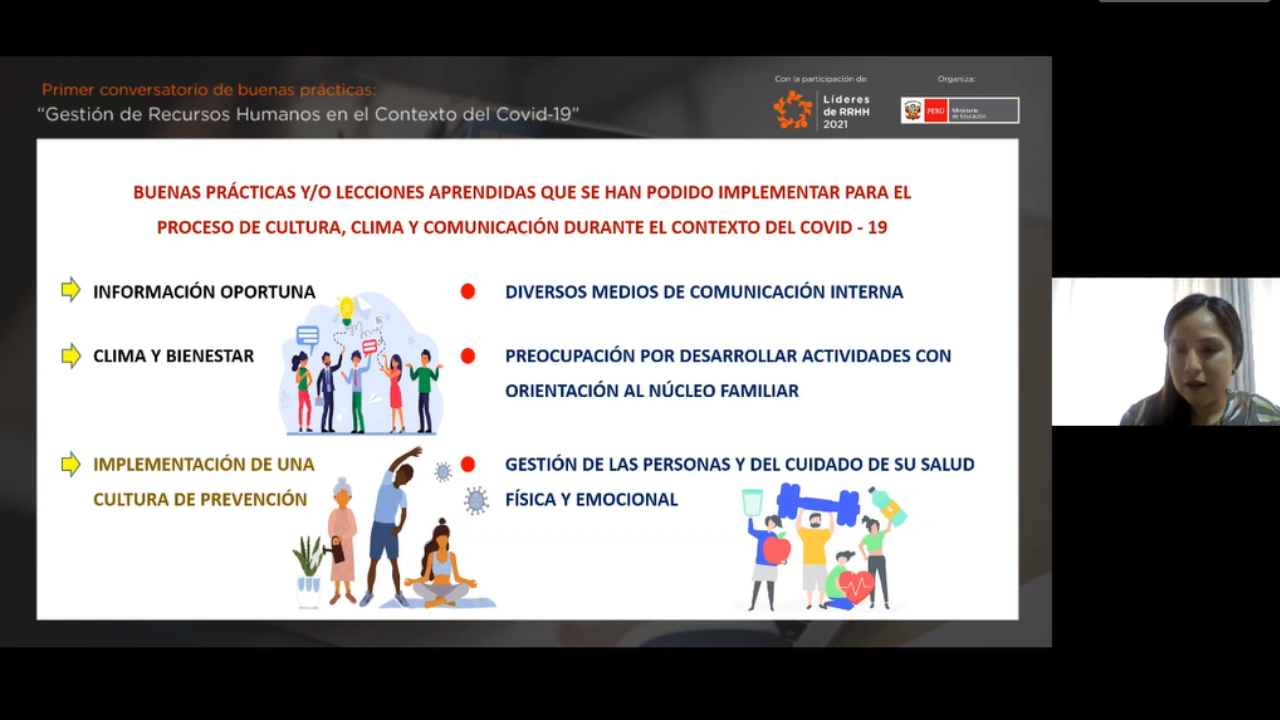 Primer conversatorio de buenas prácticas:
“Gestión de Recursos Humanos en el Contexto del Covid-19”
Con la participación de:
Líderes
de RRHH
2021
Organiza:
PERÚ
Ministerio
de Educación
BUENAS PRÁCTICAS Y/O LECCIONES APRENDIDAS QUE SE HAN PODIDO IMPLEMENTAR PARA EL
PROCESO DE CULTURA, CLIMA Y COMUNICACIÓN DURANTE EL CONTEXTO DEL COVID - 19
INFORMACIÓN OPORTUNA
CLIMA Y BIENESTAR
IMPLEMENTACIÓN DE UNA
CULTURA DE PREVENCIÓN
DIVERSOS MEDIOS DE COMUNICACIÓN INTERNA
PREOCUPACIÓN POR DESARROLLAR ACTIVIDADES CON
ORIENTACIÓN AL NÚCLEO FAMILIAR
GESTIÓN DE LAS PERSONAS Y DEL CUIDADO DE SU SALUD
FÍSICA Y EMOCIONAL